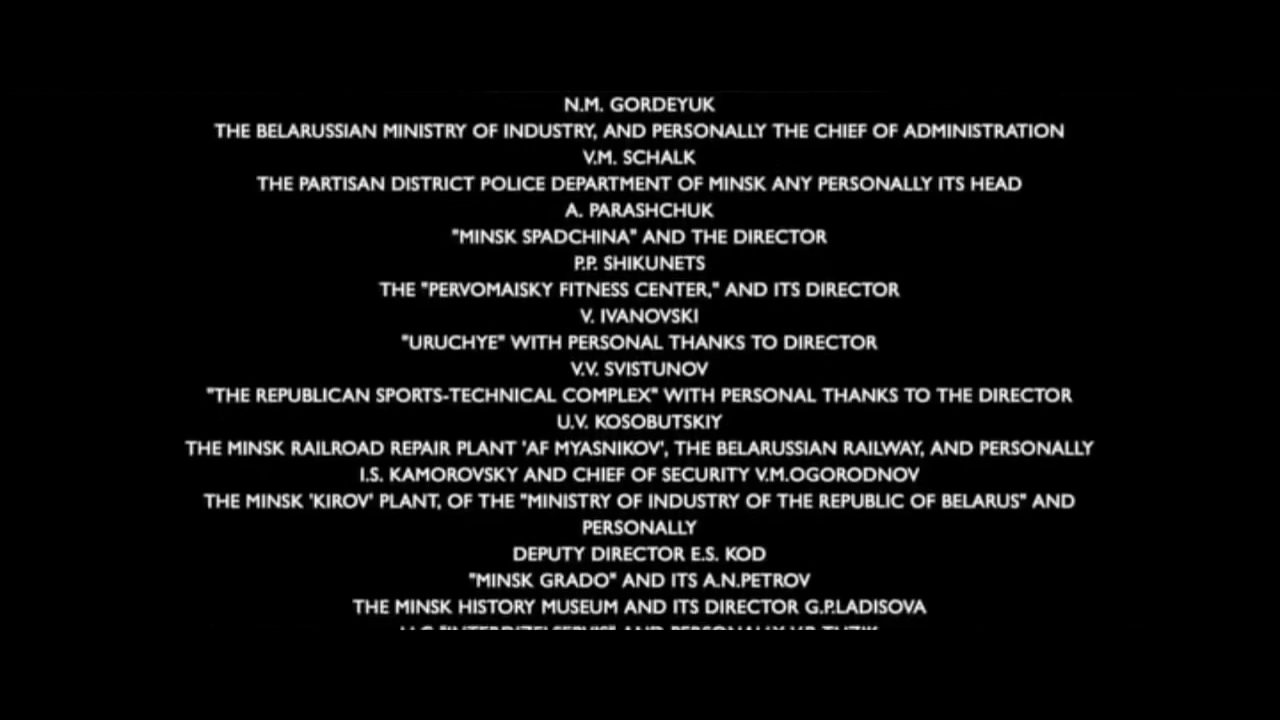 N.M. GORDEYUK
THE BELARUSSIAN MINISTRY OF INDUSTRY, AND PERSONALLY THE CHIEF OF ADMINISTRATION
V.M. SCHALK
THE PARTISAN DISTRICT POLICE DEPARTMENT OF MINSK ANY PERSONALLY ITS HEAD
A. PARASHCHUK
"MINSK SPADCHINA" AND THE DIRECTOR
P.P. SHIKUNETS
THE "PERVOMAISKY FITNESS CENTER," AND ITS DIRECTOR
V. IVANOVSKI
"URUCHYE" WITH PERSONAL THANKS TO DIRECTOR
V.V. SVISTUNOV
"THE REPUBLICAN SPORTS-TECHNICAL COMPLEX" WITH PERSONAL THANKS TO THE DIRECTOR
U.V. KOSOBUTSKIY
THE MINSK RAILROAD REPAIR PLANT 'AF MYASNIKOV', THE BELARUSSIAN RAILWAY, AND PERSONALLY
I.S. KAMOROVSKY AND CHIEF OF SECURITY V.M.OGORODNOV
THE MINSK 'KIROV' PLANT, OF THE "MINISTRY OF INDUSTRY OF THE REPUBLIC OF BELARUS" AND
PERSONALLY
DEPUTY DIRECTOR E.S. KOD
"MINSK GRADO" AND ITS A.N.PETROV
THE MINSK HISTORY MUSEUM AND ITS DIRECTOR G.P.LADISOVA
AND PERSONALLY